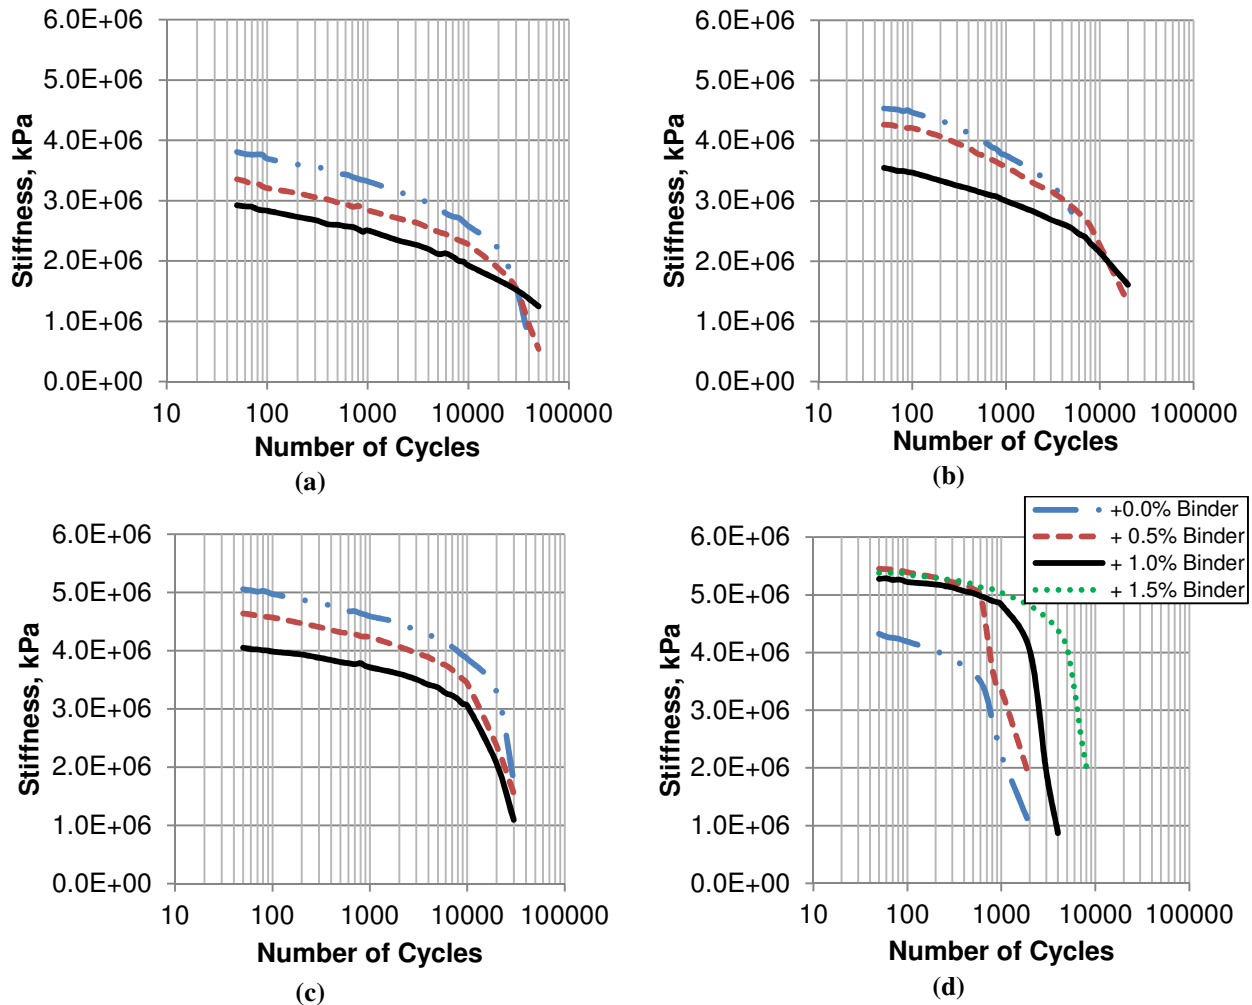 6.0E+06
5.0E+06
4.0E+06
3.0E+06
2.0E+06
1.0E+06
0.0E+00
Stiffness, kPa
10 100 1000 10000 100000
Number of Cycles
(a)
6.0E+06
5.0E+06
4.0E+06
3.0E+06
2.0E+06
1.0E+06
0.0E+00
Stiffness, kPa
10 100 1000 10000 100000
Number of Cycles
(b)
6.0E+06
5.0E+06
4.0E+06
3.0E+06
2.0E+06
1.0E+06
0.0E+00
Stiffness, kPa
10 100 1000 10000 100000
Number of Cycles
(c)
+0.0% Binder
+ 0.5% Binder
+ 1.0% Binder
+ 1.5% Binder
6.0E+06
5.0E+06
4.0E+06
3.0E+06
2.0E+06
1.0E+06
0.0E+00
Stiffness, kPa
10 100 1000 10000 100000
Number of Cycles
(d)